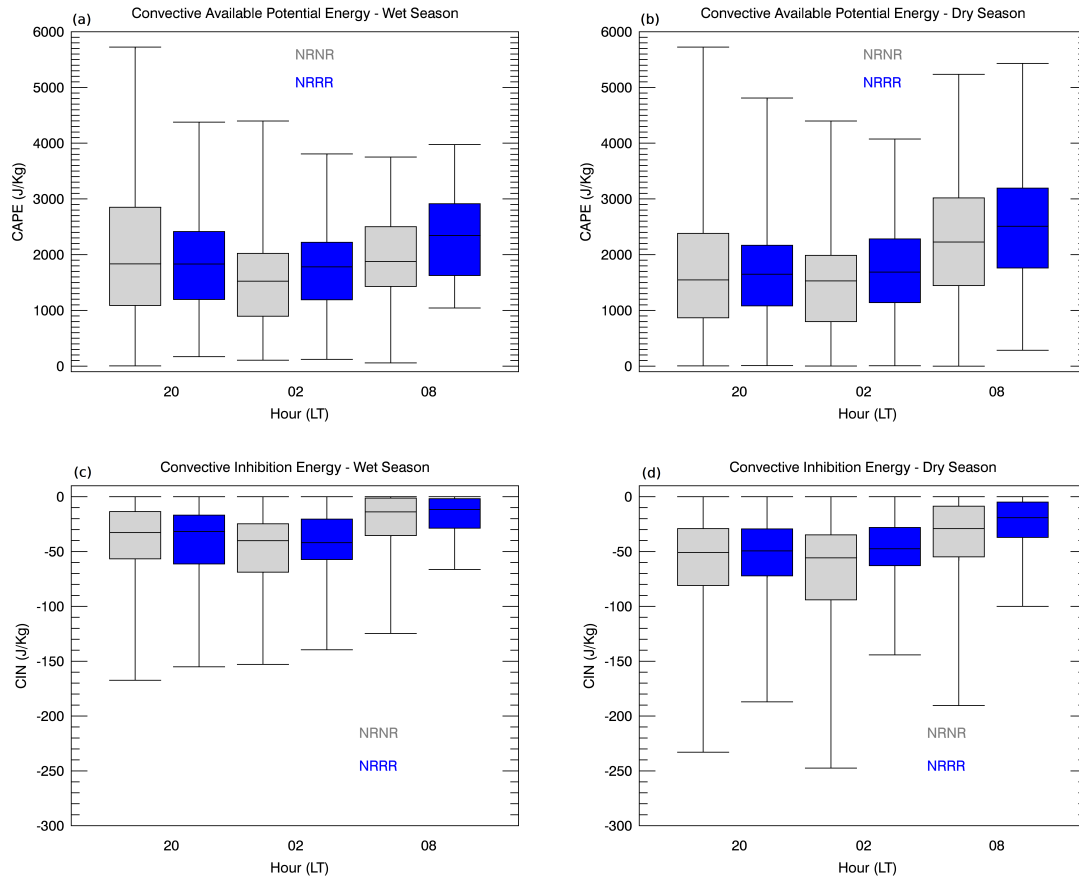 (a) Convective Available Potential Energy - Wet Season
6000
5000
4000
3000
2000
1000
0
CAPE (J/Kg)
NRNR
NRRR
20 02 08
Hour (LT)
(b) Convective Available Potential Energy - Dry Season
6000
5000
4000
3000
2000
1000
0
CAPE (J/Kg)
NRNR
NRRR
20 02 08
Hour (LT)
(c) Convective Inhibition Energy - Wet Season
0
-50
-100
-150
-200
-250
-300
CIN (J/Kg)
NRNR
NRRR
20 02 08
Hour (LT)
(d) Convective Inhibition Energy - Dry Season
0
-50
-100
-150
-200
-250
-300
CIN (J/Kg)
NRNR
NRRR
20 02 08
Hour (LT)